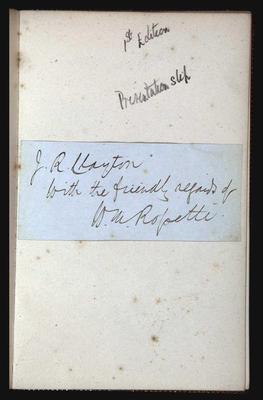 1st Edition
Presentation slip
J. R. Clayton
With the friendly regards of
W. M. Rossetti.